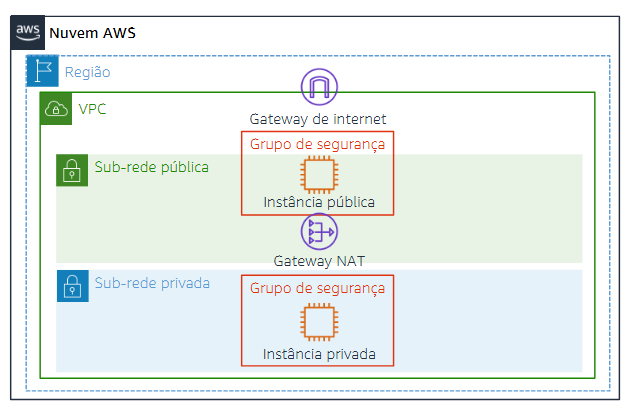 aws
Nuvem AWS
Região
VPC
Gateway de internet
Grupo de segurança
Sub-rede pública
Instância pública
Gateway NAT
Sub-rede privada
Grupo de segurança
Instância privada